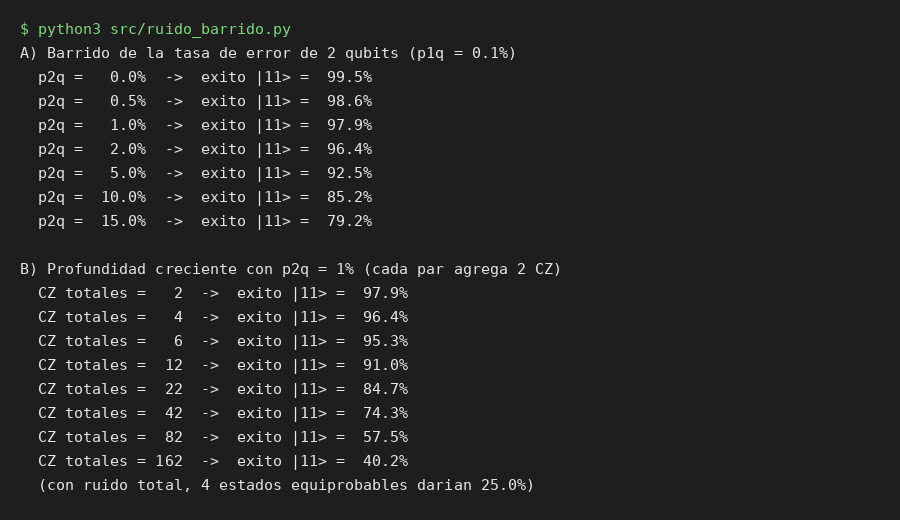 $ python3 src/ruido_barrido.py
A) Barrido de la tasa de error de 2 qubits (p1q = 0.1%)
  p2q =   0.0%  ->  exito |11> =  99.5%
  p2q =   0.5%  ->  exito |11> =  98.6%
  p2q =   1.0%  ->  exito |11> =  97.9%
  p2q =   2.0%  ->  exito |11> =  96.4%
  p2q =   5.0%  ->  exito |11> =  92.5%
  p2q =  10.0%  ->  exito |11> =  85.2%
  p2q =  15.0%  ->  exito |11> =  79.2%

B) Profundidad creciente con p2q = 1% (cada par agrega 2 CZ)
  CZ totales =   2  ->  exito |11> =  97.9%
  CZ totales =   4  ->  exito |11> =  96.4%
  CZ totales =   6  ->  exito |11> =  95.3%
  CZ totales =  12  ->  exito |11> =  91.0%
  CZ totales =  22  ->  exito |11> =  84.7%
  CZ totales =  42  ->  exito |11> =  74.3%
  CZ totales =  82  ->  exito |11> =  57.5%
  CZ totales = 162  ->  exito |11> =  40.2%
  (con ruido total, 4 estados equiprobables darian 25.0%)